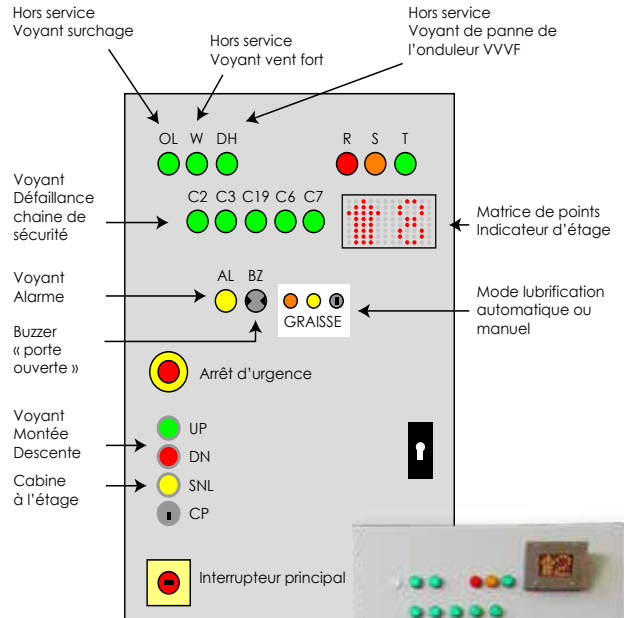 Hors service
Voyant surchage
Hors service
Voyant vent fort
Hors service
Voyant de panne de
l'onduleur VVVF
OL W DH
R S T
Voyant
Défaillance
chaine de
sécurité
C2 C3 C19 C6 C7
8
Matrice de points
Indicateur d'étage
Voyant
Alarme
AL BZ
GRAISSE
Mode lubrification
automatique ou
manuel
Buzzer
« porte
ouverte »
Arrêt d'urgence
Voyant
Montée
Descente
UP
DN
Cabine
à l'étage
SNL
CP
Interrupteur principal
12